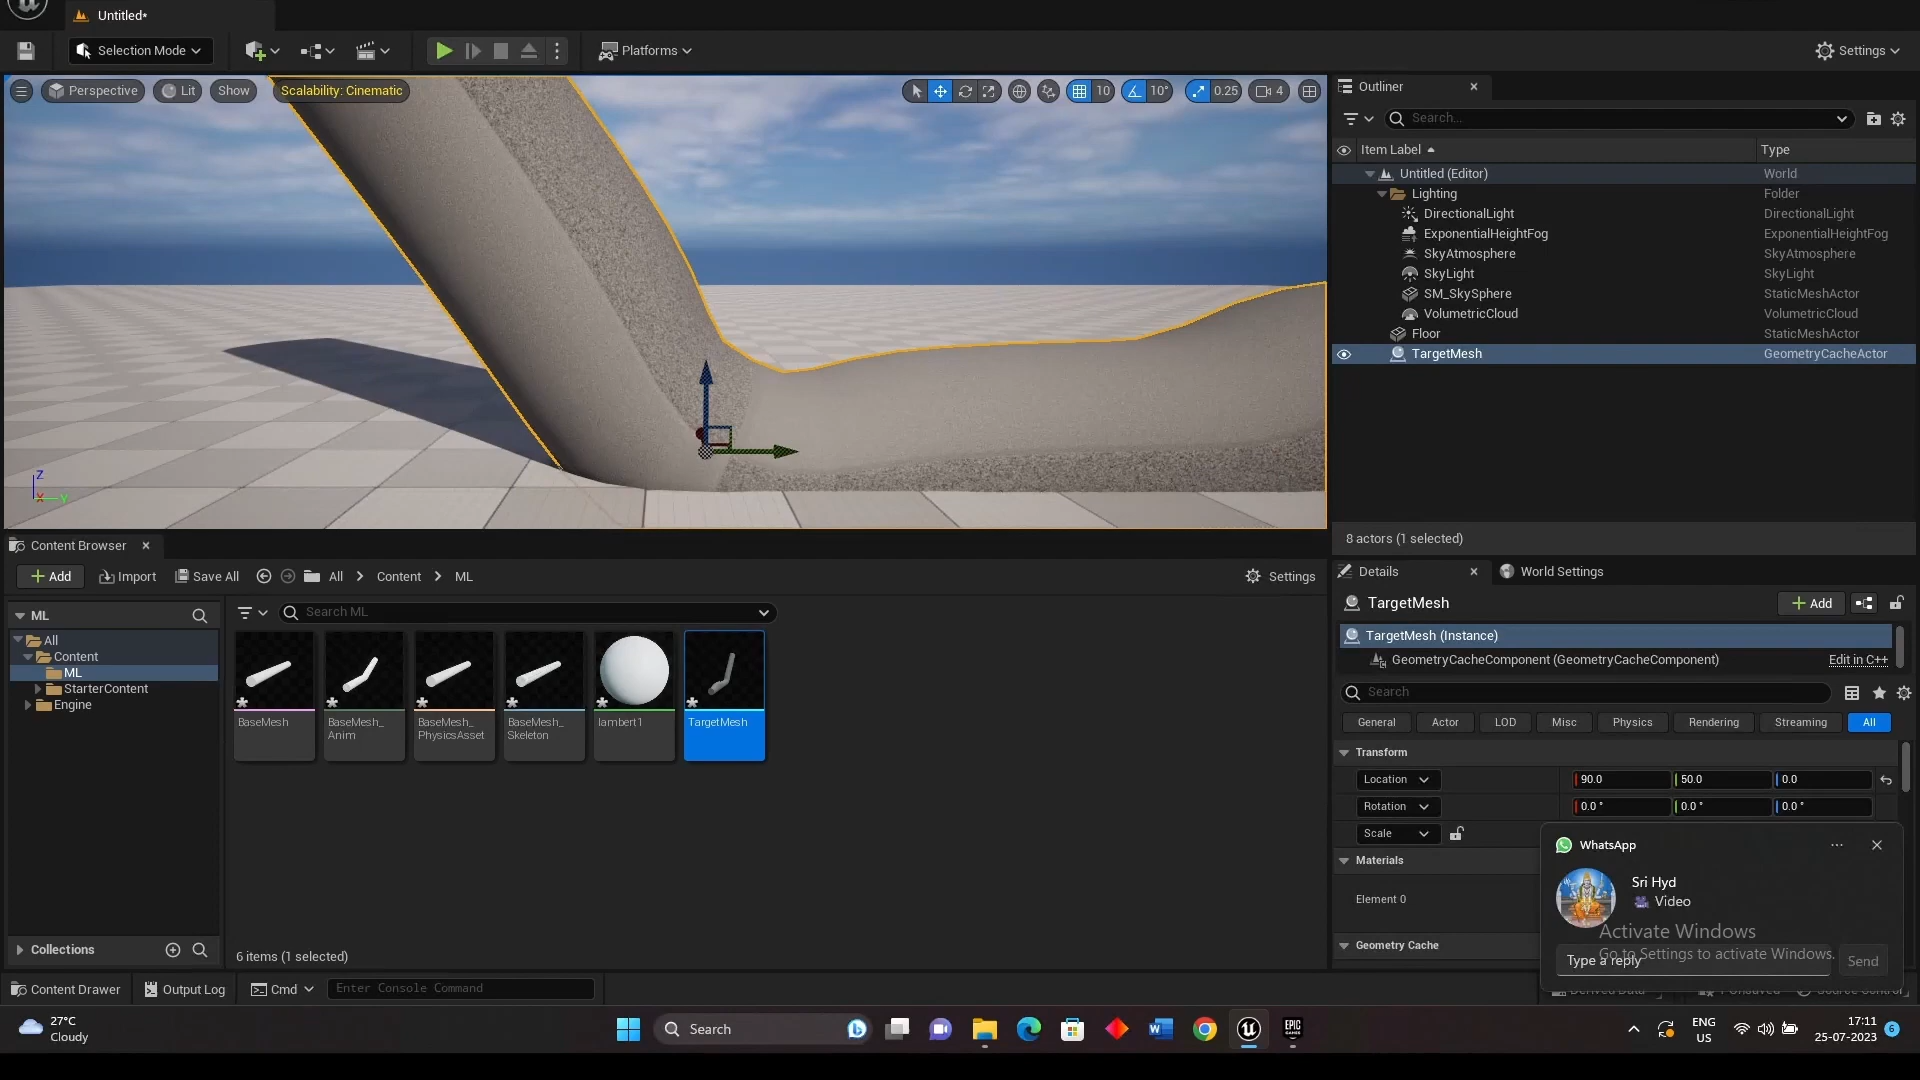 Untitled*
Selection Mode
Platforms
Settings
Perspective
Lit
Show
Scalability: Cinematic
10
10°
0.25
4
Z
X
Y
Outliner
Search...
Item Label
Type
Untitled (Editor)
World
Lighting
Folder
DirectionalLight
DirectionalLight
ExponentialHeightFog
ExponentialHeightFog
SkyAtmosphere
SkyAtmosphere
SkyLight
SkyLight
SM_SkySphere
StaticMeshActor
VolumetricCloud
VolumetricCloud
Floor
StaticMeshActor
TargetMesh
GeometryCacheActor
8 actors (1 selected)
Content Browser
Add
Import
Save All
All
Content
ML
Settings
ML
All
Content
ML
StarterContent
Engine
Collections
Search ML
BaseMesh
BaseMesh_
Anim
BaseMesh_
PhysicsAsset
BaseMesh_
Skeleton
lambert1
TargetMesh
6 items (1 selected)
Details
World Settings
TargetMesh
Add
TargetMesh (Instance)
GeometryCacheComponent (GeometryCacheComponent)
Edit in C++
Search
General
Actor
LOD
Misc
Physics
Rendering
Streaming
All
Transform
Location
90.0
50.0
0.0
Rotation
0.0 °
0.0 °
0.0 °
Scale
Materials
Element 0
Geometry Cache
WhatsApp
Sri Hyd
Video
Activate Windows
Go to Settings to activate Windows.
Type a reply
Send
Content Drawer
Output Log
Cmd
Enter Console Command
27°C
Cloudy
Search
EPIC
GAMES
ENG
US
17:11
25-07-2023
6